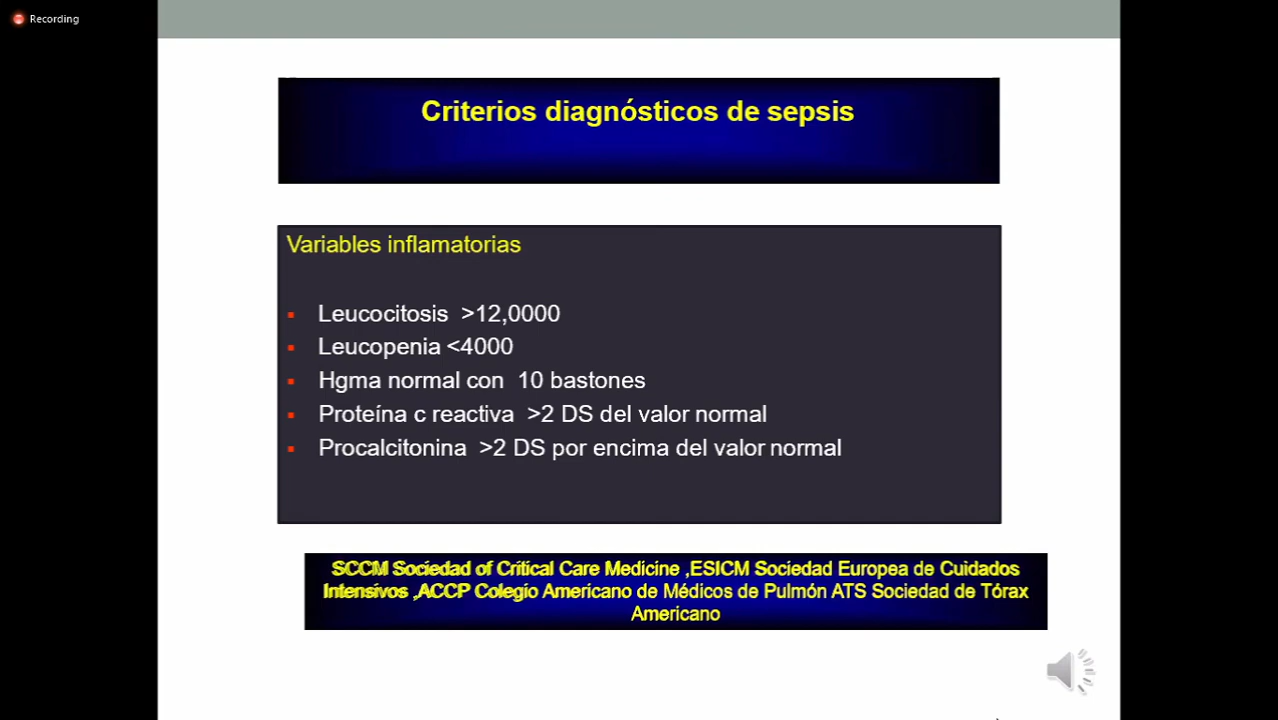 Recording
Criterios diagnósticos de sepsis
Variables inflamatorias
▪ Leucocitosis >12,0000
▪ Leucopenia <4000
▪ Hgma normal con 10 bastones
▪ Proteína c reactiva >2 DS del valor normal
▪ Procalcitonina >2 DS por encima del valor normal
SCCM Sociedad of Critical Care Medicine ,ESICM Sociedad Europea de Cuidados
Intensivos ,ACCP Colegio Americano de Médicos de Pulmón ATS Sociedad de Tórax
Americano